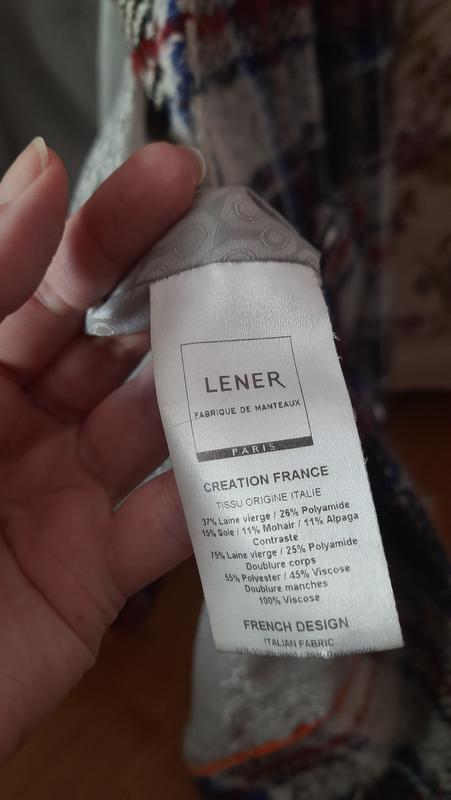 LENER
FABRIQUE DE MANTEAUX
PARIS
CREATION FRANCE
TISSU ORIGINE ITALIE
37% Laine vierge / 26% Polyamide
15% Soie / 11% Mohair / 11% Alpaga
Contraste
75% Laine vierge / 25% Polyamide
Doublure corps
55% Polyester / 45% Viscose
Doublure manches
100% Viscose
FRENCH DESIGN
ITALIAN FABRIC